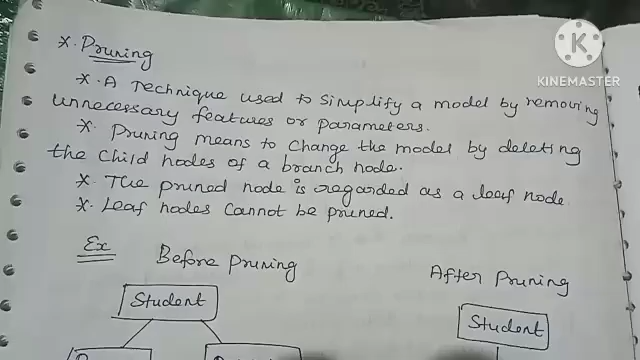 *. Pruning
*. A Technique used to simplify a model by removing
unnecessary features or parameters.
*. Pruning means to change the model by deleting
the child nodes of a branch node.
*. The pruned node is regarded as a leaf node
*. Leaf nodes cannot be pruned.
Ex Before Pruning
After Pruning
Student
Student
KINEMASTER